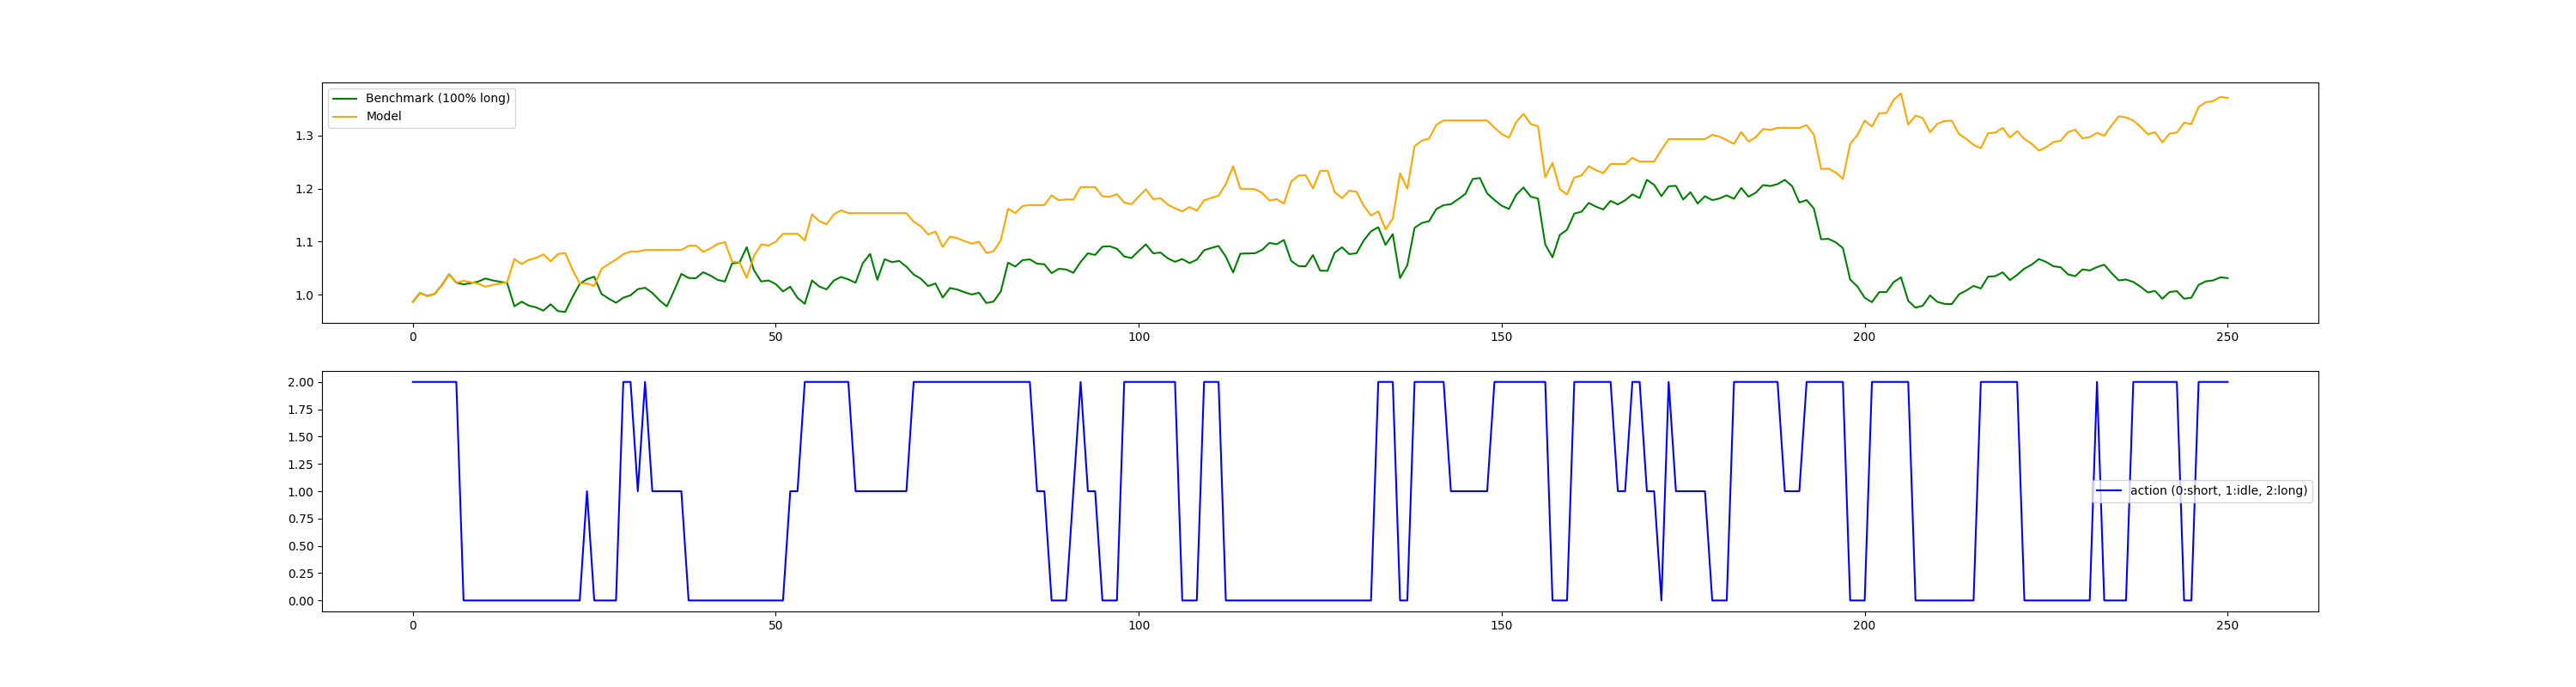 Benchmark (100% long)
Model
1.3
1.2
1.1
1.0
0 50 100 150 200 250
2.00
1.75
1.50
1.25
1.00
0.75
0.50
0.25
0.00
action (0:short, 1:idle, 2:long)
0 50 100 150 200 250